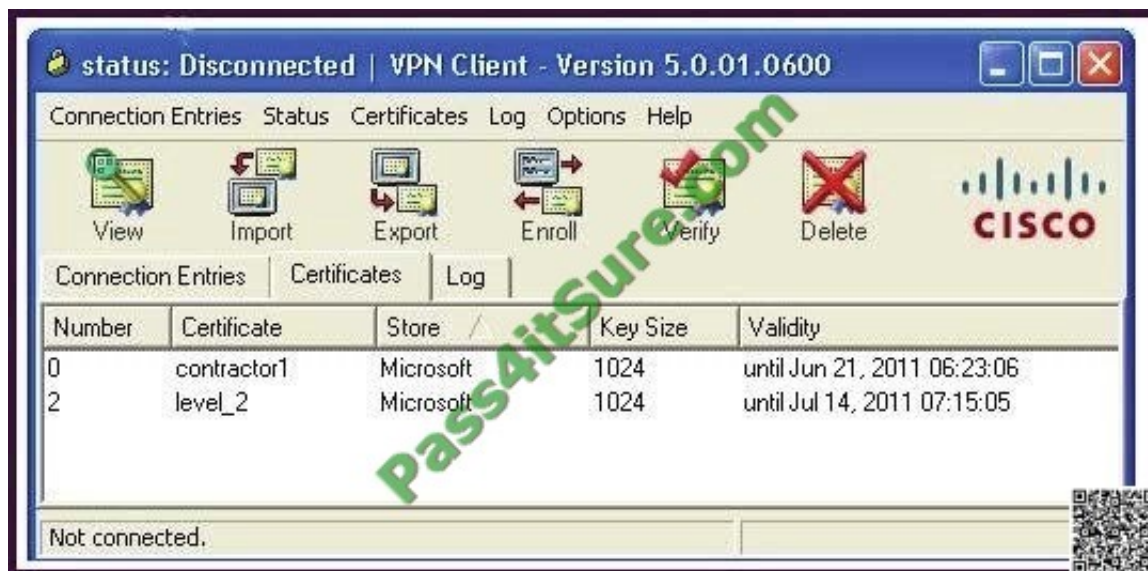 status: Disconnected | VPN Client - Version 5.0.01.0600
Connection Entries Status Certificates Log Options Help
View Import Export Enroll Verify Delete
CISCO
Connection Entries Certificates Log
Number Certificate Store Key Size Validity
0 contractor1 Microsoft 1024 until Jun 21, 2011 06:23:06
2 level_2 Microsoft 1024 until Jul 14, 2011 07:15:05
Pass4itSure.com
Not connected.